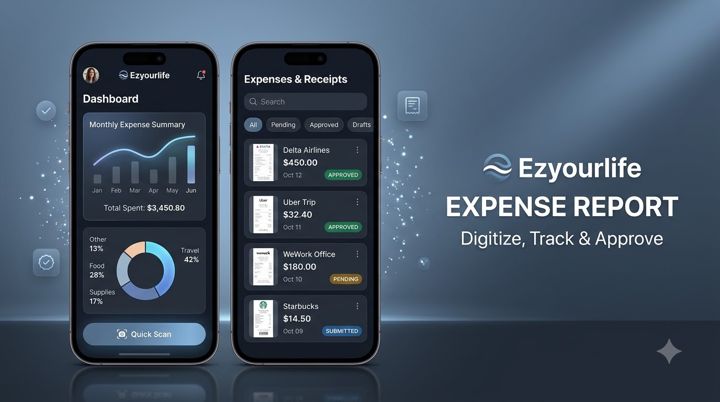 Ezyourlife
Dashboard
Monthly Expense Summary
Jan Feb Mar Apr May Jun
Total Spent: $3,450.80
Other
13%
Travel
42%
Food
28%
Supplies
17%
Quick Scan
Expenses & Receipts
Search
All Pending Approved Drafts
Delta Airlines
$450.00
Oct 12 APPROVED
Uber Trip
$32.40
Oct 11 APPROVED
WeWork Office
$180.00
Oct 10 PENDING
Starbucks
$14.50
Oct 09 SUBMITTED
Ezyourlife
EXPENSE REPORT
Digitize, Track & Approve